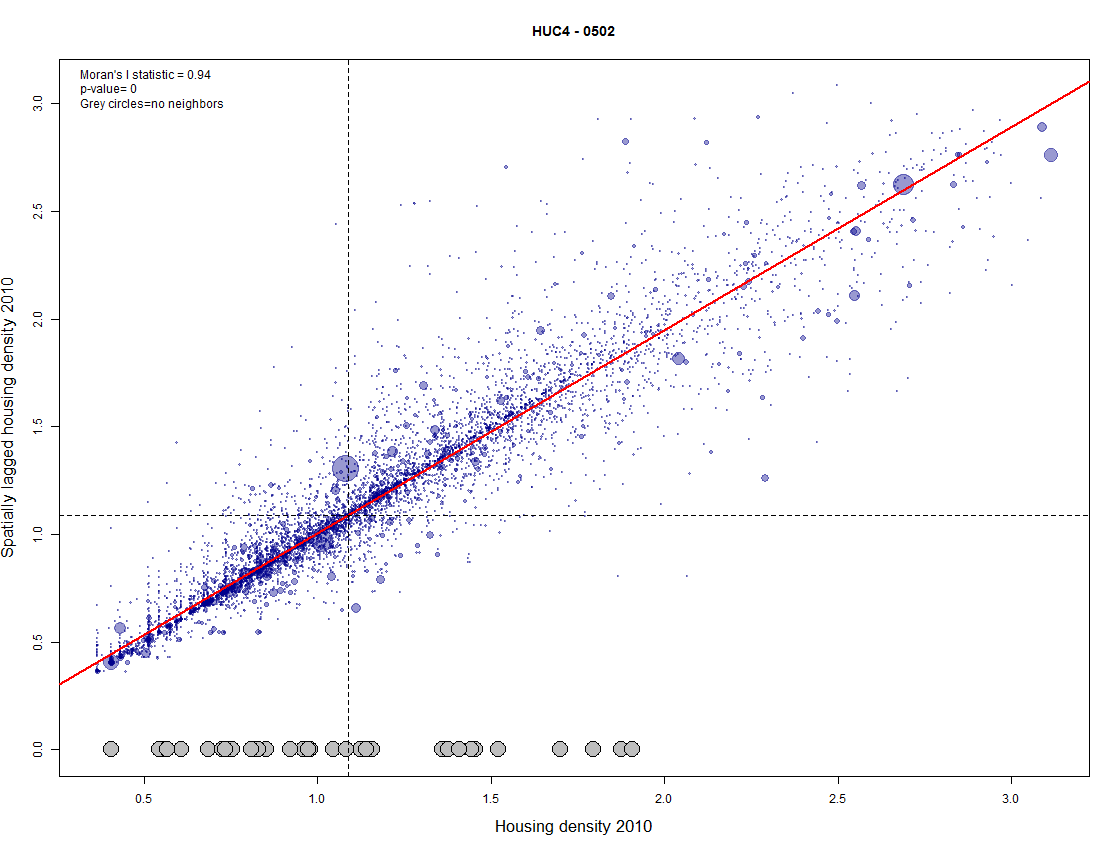 HUC4 - 0502
Moran's I statistic = 0.94
p-value= 0
Grey circles=no neighbors
Spatially lagged housing density 2010
3.0
2.5
2.0
1.5
1.0
0.5
0.0
0.5 1.0 1.5 2.0 2.5 3.0
Housing density 2010